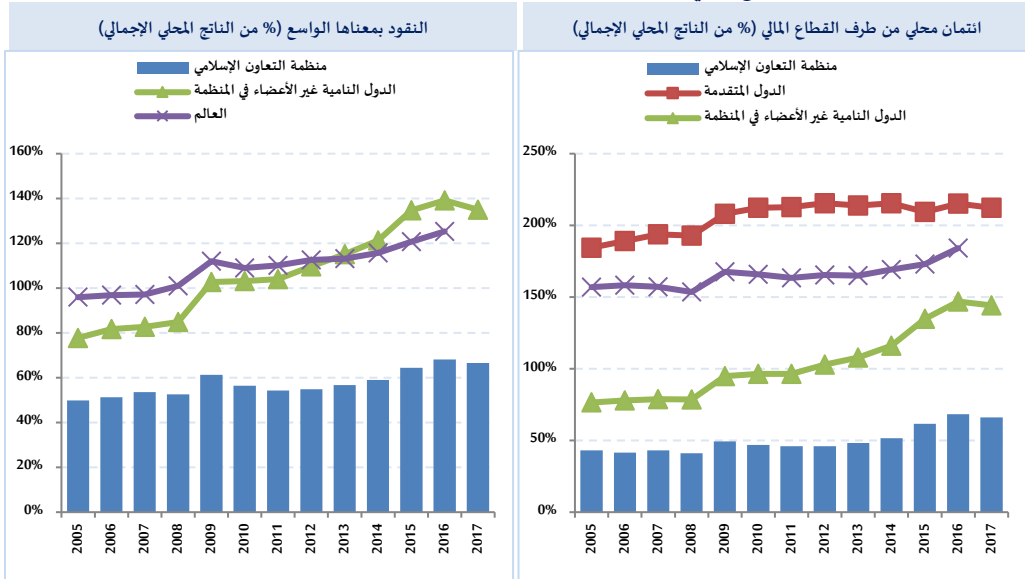 ائتمان محلي من طرف القطاع المالي (% من الناتج المحلي الإجمالي)
منظمة التعاون الإسلامي
الدول المتقدمة
الدول النامية غير الأعضاء في المنظمة
250%
200%
150%
100%
50%
0%
2005 2006 2007 2008 2009 2010 2011 2012 2013 2014 2015 2016 2017
النقود بمعناها الواسع (% من الناتج المحلي الإجمالي)
منظمة التعاون الإسلامي
الدول النامية غير الأعضاء في المنظمة
العالم
160%
140%
120%
100%
80%
60%
40%
20%
0%
2005 2006 2007 2008 2009 2010 2011 2012 2013 2014 2015 2016 2017